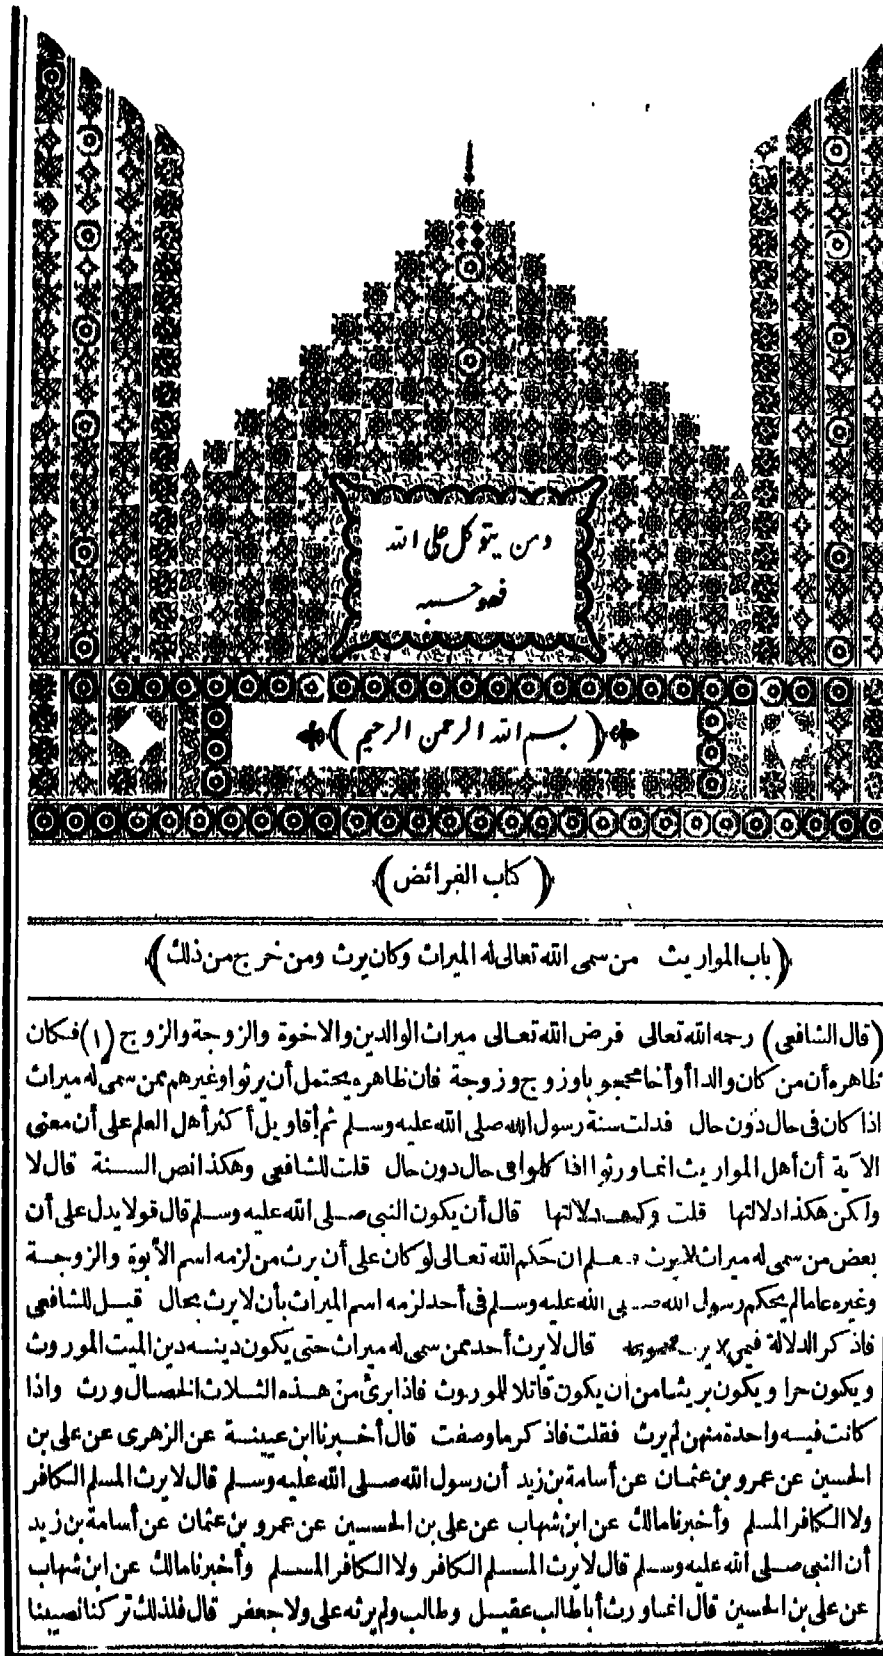 ومن يتوكل على الله
فهو حسبه
(بسم الله الرحمن الرحيم)
(كتاب الفرائض)
(باب المواريث من سمى الله تعالى له الميراث وكان يرث ومن خرج من ذلك)
(قال الشافعي) رحمه الله تعالى فرض الله تعالى ميراث الوالدين والاخوة والزوجة والزوج (١) فكان
ظاهره أن من كان والدا أو أخا محجوبا وزوج وزوجة فان ظاهره يحتمل أن يرثوا وغيرهم ممن سمى له ميراث
اذا كان فى حال دون حال فدلت سنة رسول الله صلى الله عليه وسلم ثم أقاويل أكثر أهل العلم على أن معنى
الآية أن أهل المواريث انما ورثوا اذا كانوا فى حال دون حال قلت للشافعى وهكذا نص السنة قال لا
ولكن هكذا دلالتها قلت وكيف دلالتها قال أن يكون النبى صلى الله عليه وسلم قال قولا يدل على أن
بعض من سمى له ميراث لا يرث فيعلم ان حكم الله تعالى لو كان على أن يرث من لزمه اسم الأبوة والزوجة
وغيره عاما لم يحكم رسول الله صلى الله عليه وسلم فى أحد لزمه اسم الميراث بأن لا يرث بحال قيل للشافعى
فاذكر الدلالة فيمن لا يرث قال لا يرث أحد ممن سمى له ميراث حتى يكون دينه دين الميت الموروث
ويكون حرا ويكون بريئا من ان يكون قاتلا للموروث فاذا برئ من هذه الثلاث الخصال ورث واذا
كانت فيه واحدة منهن لم يرث فقلت فاذكر ما وصفت قال أخبرنا ابن عيينة عن الزهرى عن على بن
الحسين عن عمرو بن عثمان عن أسامة بن زيد أن رسول الله صلى الله عليه وسلم قال لا يرث المسلم الكافر
ولا الكافر المسلم وأخبرنا مالك عن ابن شهاب عن على بن الحسين عن عمرو بن عثمان عن أسامة بن زيد
أن النبى صلى الله عليه وسلم قال لا يرث المسلم الكافر ولا الكافر المسلم وأخبرنا مالك عن ابن شهاب
عن على بن الحسين قال انما ورث أبا طالب عقيل وطالب ولم يرثه على ولا جعفر قال فلذلك تركنا نصيبنا